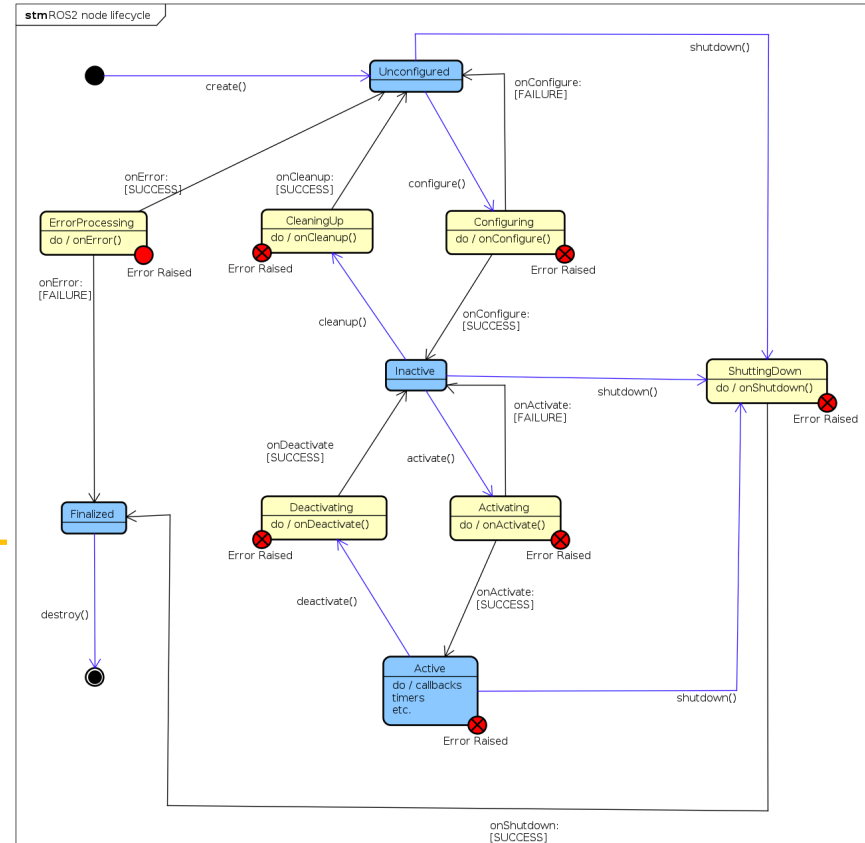 stm ROS2 node lifecycle
shutdown()
Unconfigured
create()
onConfigure:
[FAILURE]
onError:
[SUCCESS]
onCleanup:
[SUCCESS]
configure()
ErrorProcessing
do / onError()
Error Raised
CleaningUp
do / onCleanup()
Error Raised
Configuring
do / onConfigure()
Error Raised
onError:
[FAILURE]
cleanup()
onConfigure:
[SUCCESS]
Inactive
shutdown()
ShuttingDown
do / onShutdown()
Error Raised
onActivate:
[FAILURE]
onDeactivate
[SUCCESS]
activate()
Finalized
Deactivating
do / onDeactivate()
Error Raised
Activating
do / onActivate()
Error Raised
destroy()
deactivate()
onActivate:
[SUCCESS]
Active
do / callbacks
timers
etc.
Error Raised
shutdown()
onShutdown:
[SUCCESS]